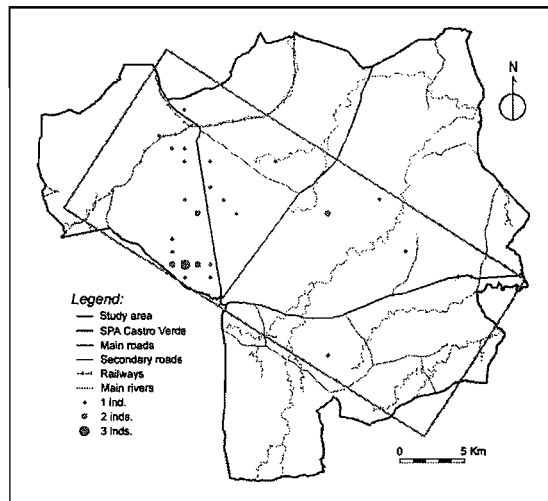 N
Legend:
Study area
SPA Castro Verde
Main roads
Secondary roads
Railways
Main rivers
1 Ind.
2 inds.
3 Inds.
0 5 Km